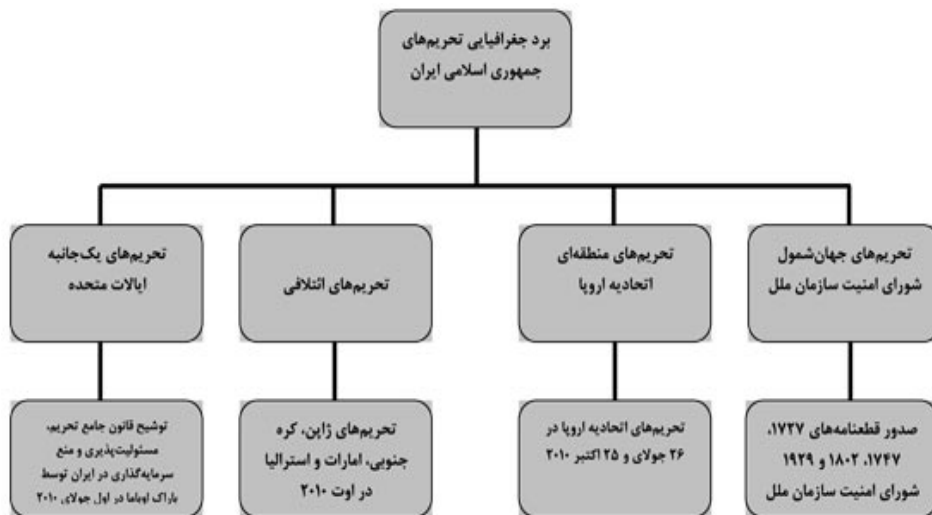 برد جغرافیایی تحریم‌های
جمهوری اسلامی ایران
تحریم‌های جهان‌شمول
شورای امنیت سازمان ملل
تحریم‌های منطقه‌ای
اتحادیه اروپا
تحریم‌های ائتلافی
تحریم‌های یک‌جانبه
ایالات متحده
صدور قطعنامه‌های ۱۷۲۷،
۱۷۴۷، ۱۸۰۲ و ۱۹۲۹
شورای امنیت سازمان ملل
تحریم‌های اتحادیه اروپا در
۲۶ جولای و ۲۵ اکتبر ۲۰۱۰
تحریم‌های ژاپن، کره
جنوبی، امارات و استرالیا
در اوت ۲۰۱۰
توشیح قانون جامع تحریم،
مسئولیت‌پذیری و منع
سرمایه‌گذاری در ایران توسط
باراک اوباما در اول جولای ۲۰۱۰